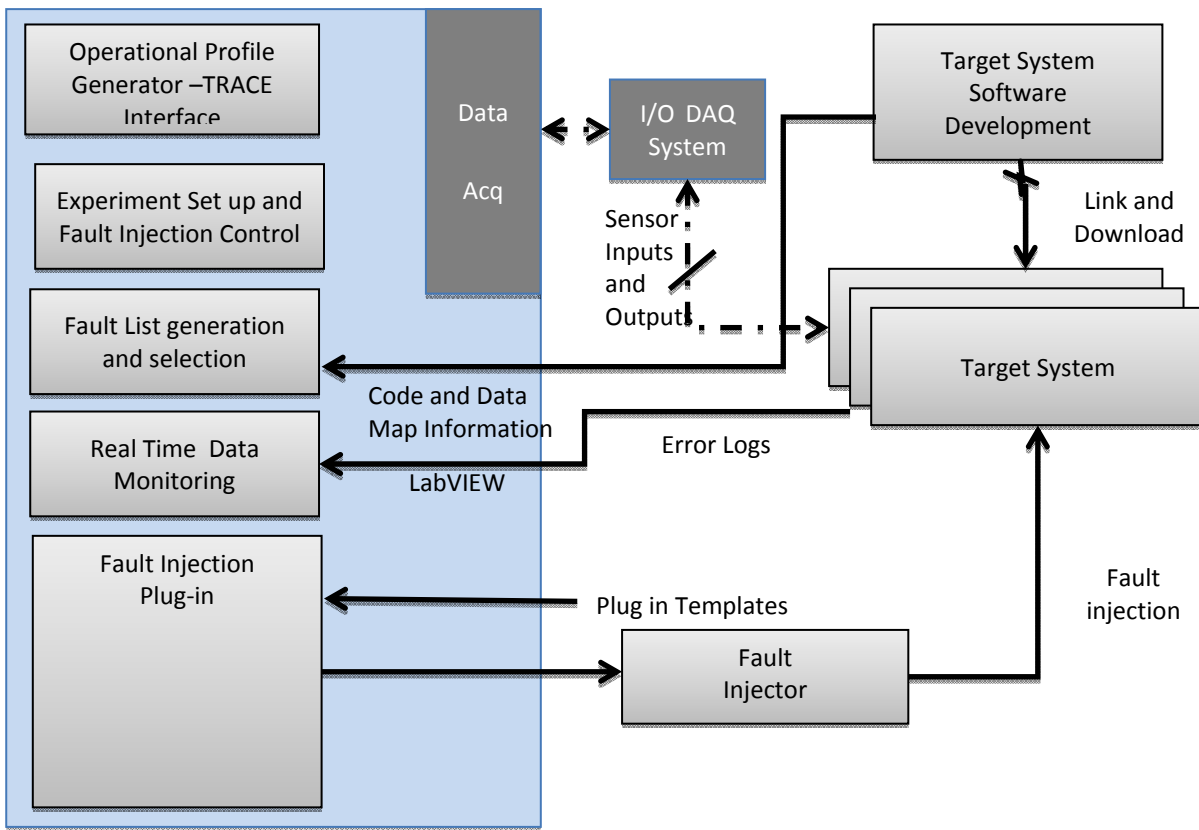 Operational Profile
Generator –TRACE
Interface
Experiment Set up and
Fault Injection Control
Fault List generation
and selection
Real Time Data
Monitoring
Fault Injection
Plug-in
Data
Acq
I/O DAQ
System
Sensor
Inputs
and
Outputs
Target System
Software
Development
Link and
Download
Target System
Code and Data
Map Information
Error Logs
LabVIEW
Plug in Templates
Fault
Injector
Fault
injection